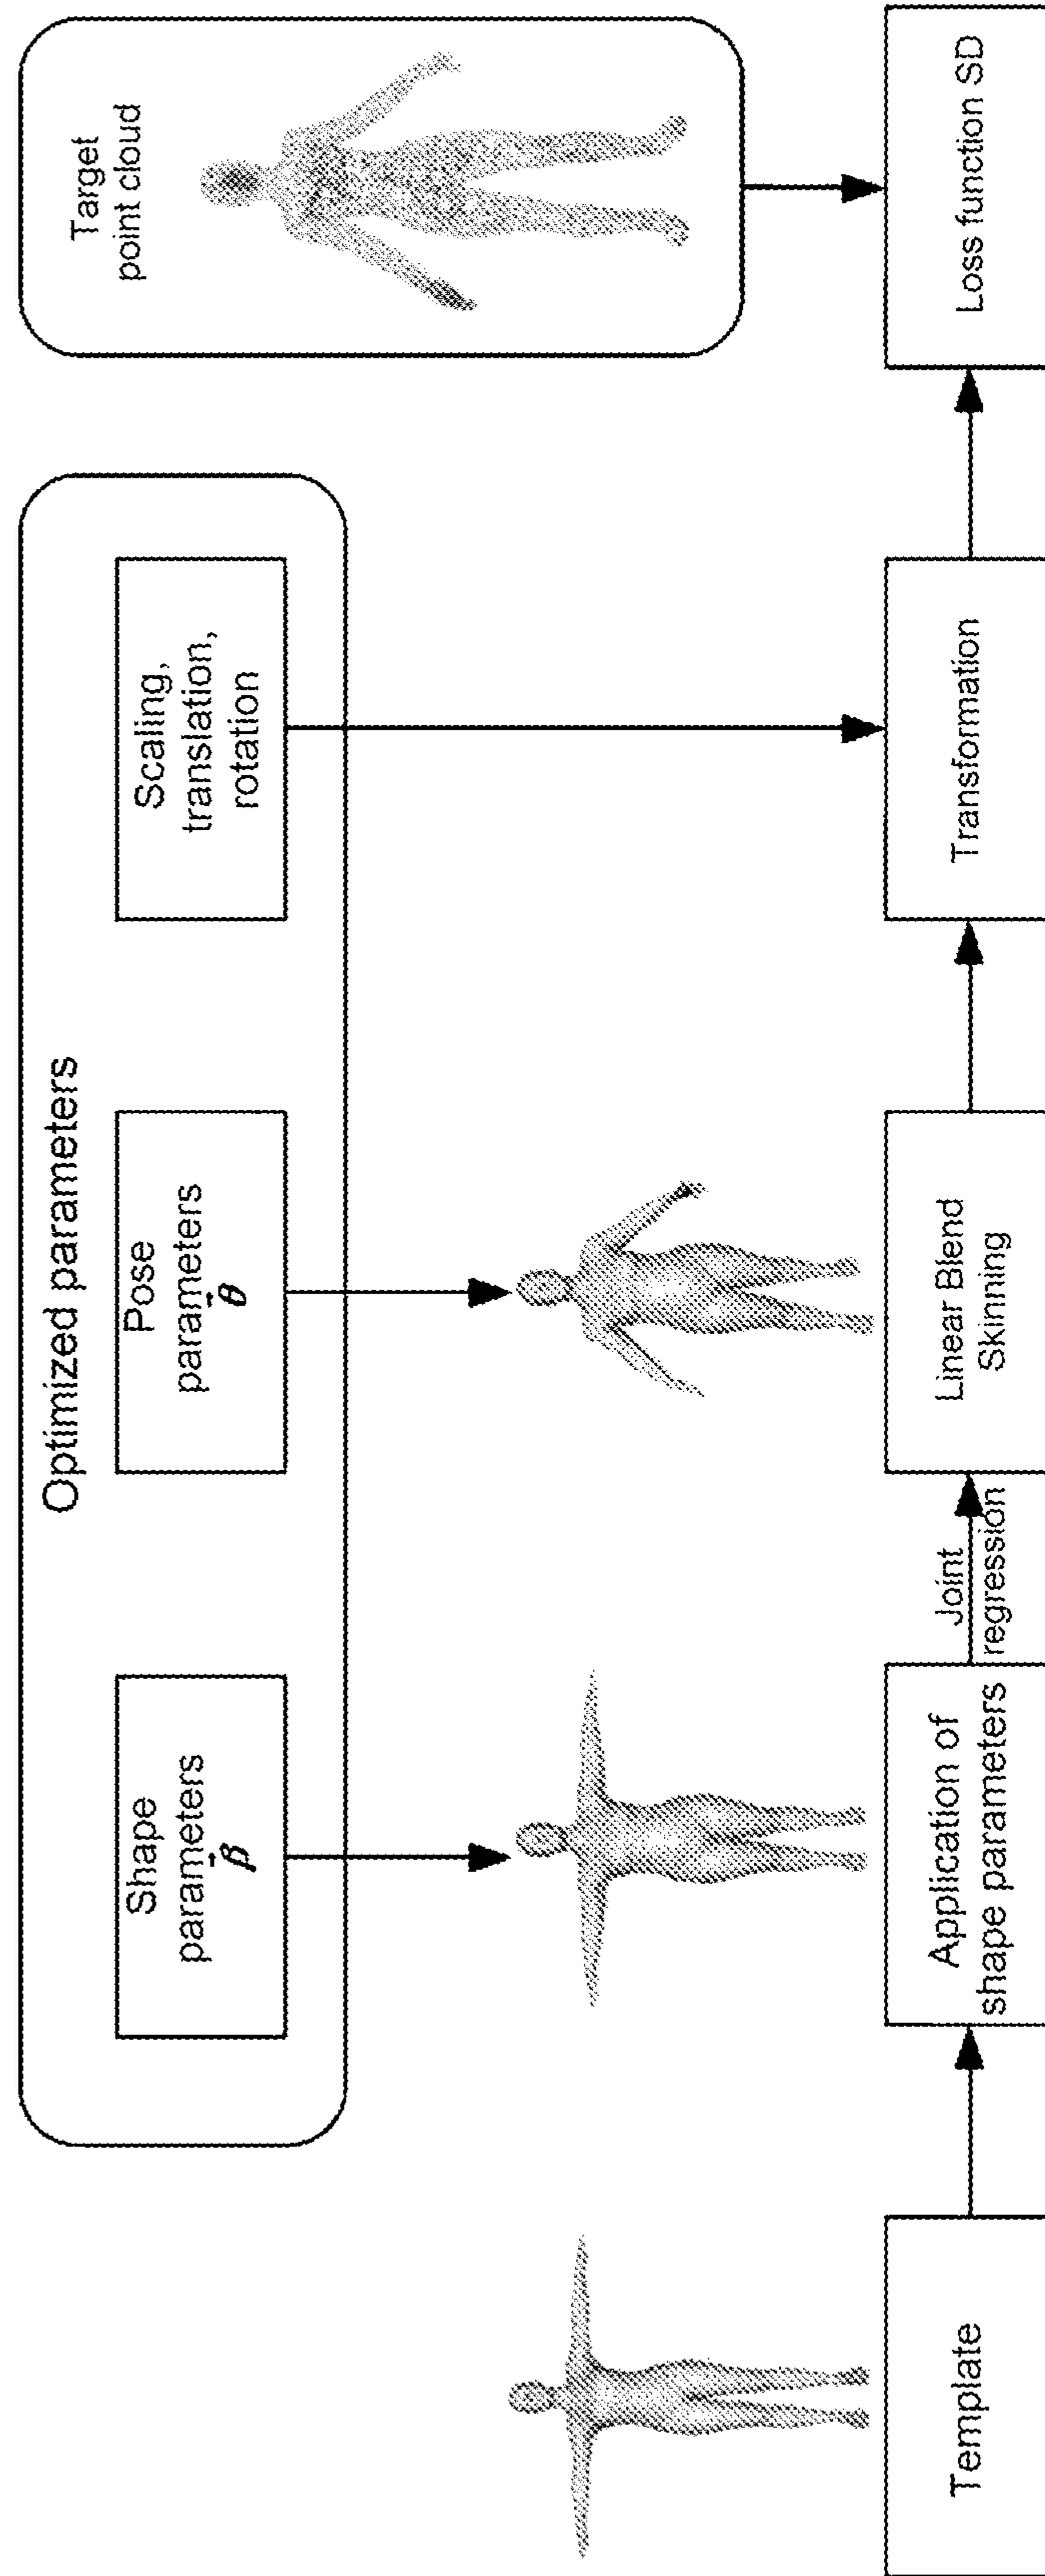 Optimized parameters
Shape
parameters
β⃗
Pose
parameters
θ⃗
Scaling,
translation,
rotation
Target
point cloud
Template
Application of
shape parameters
Joint
regression
Linear Blend
Skinning
Transformation
Loss function SD